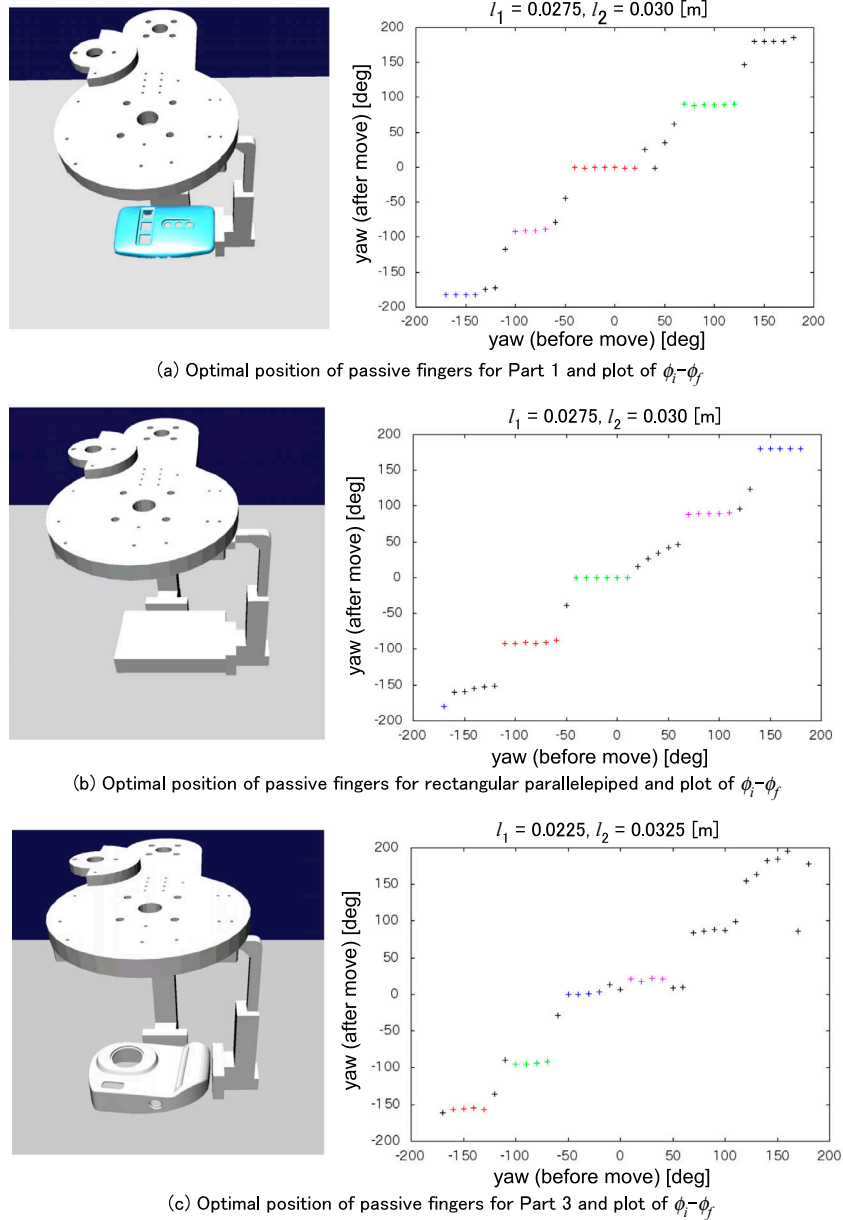 l1 = 0.0275, l2 = 0.030 [m]
yaw (after move) [deg]
200
150
100
50
0
-50
-100
-150
-200
-200 -150 -100 -50 0 50 100 150 200
yaw (before move) [deg]
(a) Optimal position of passive fingers for Part 1 and plot of ϕi-ϕf
l1 = 0.0275, l2 = 0.030 [m]
yaw (after move) [deg]
200
150
100
50
0
-50
-100
-150
-200
-200 -150 -100 -50 0 50 100 150 200
yaw (before move) [deg]
(b) Optimal position of passive fingers for rectangular parallelepiped and plot of ϕi-ϕf
l1 = 0.0225, l2 = 0.0325 [m]
yaw (after move) [deg]
200
150
100
50
0
-50
-100
-150
-200
-200 -150 -100 -50 0 50 100 150 200
yaw (before move) [deg]
(c) Optimal position of passive fingers for Part 3 and plot of ϕi-ϕf